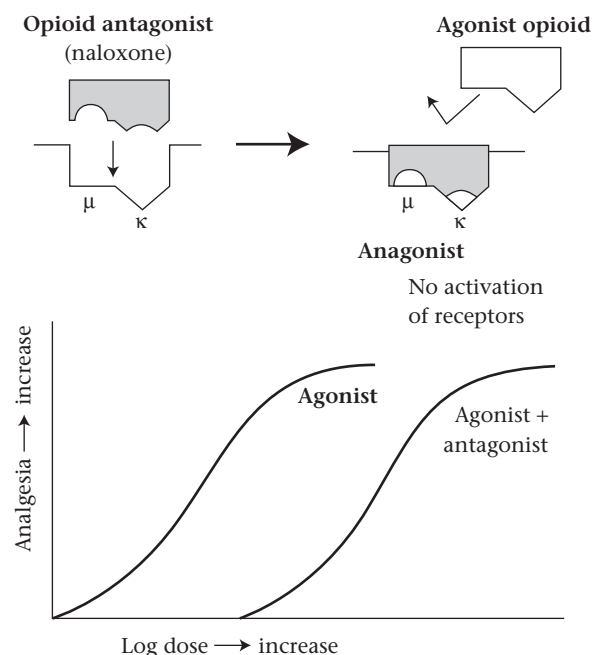 Opioid antagonist
(naloxone)
Agonist opioid
μ
κ
μ
κ
Anagonist
No activation
of receptors
Analgesia → increase
Agonist
Agonist +
antagonist
Log dose → increase